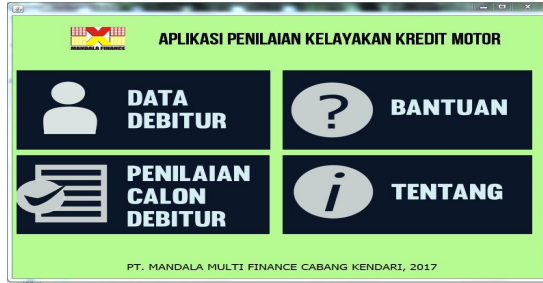 MANDALA FINANCE
APLIKASI PENILAIAN KELAYAKAN KREDIT MOTOR
DATA
DEBITUR
?
BANTUAN
PENILAIAN
CALON
DEBITUR
i
TENTANG
PT. MANDALA MULTI FINANCE CABANG KENDARI, 2017